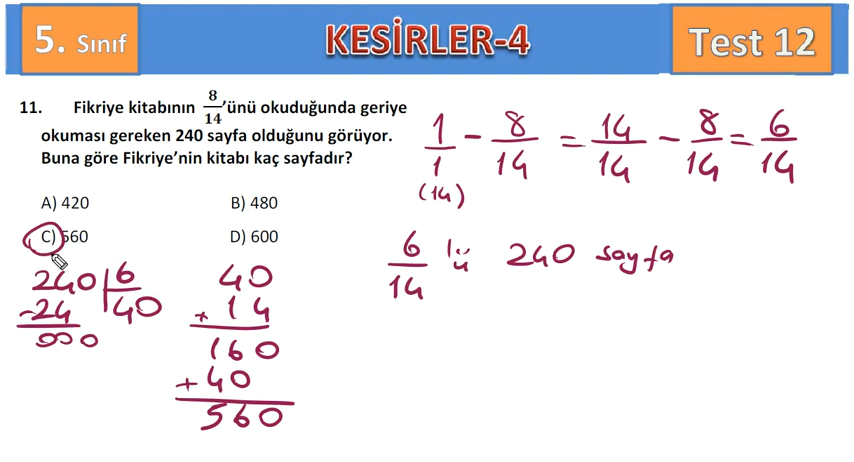 5. Sınıf
KESİRLER-4
Test 12
11. Fikriye kitabının 8/14'ünü okuduğunda geriye
okuması gereken 240 sayfa olduğunu görüyor.
Buna göre Fikriye'nin kitabı kaç sayfadır?
A) 420
B) 480
C) 560
D) 600
1/1 - 8/14 = 14/14 - 8/14 = 6/14
(14)
6/14 ü 240 sayfa
240 | 6
-24 | 40
000
40
+ 14
160
+ 40
560